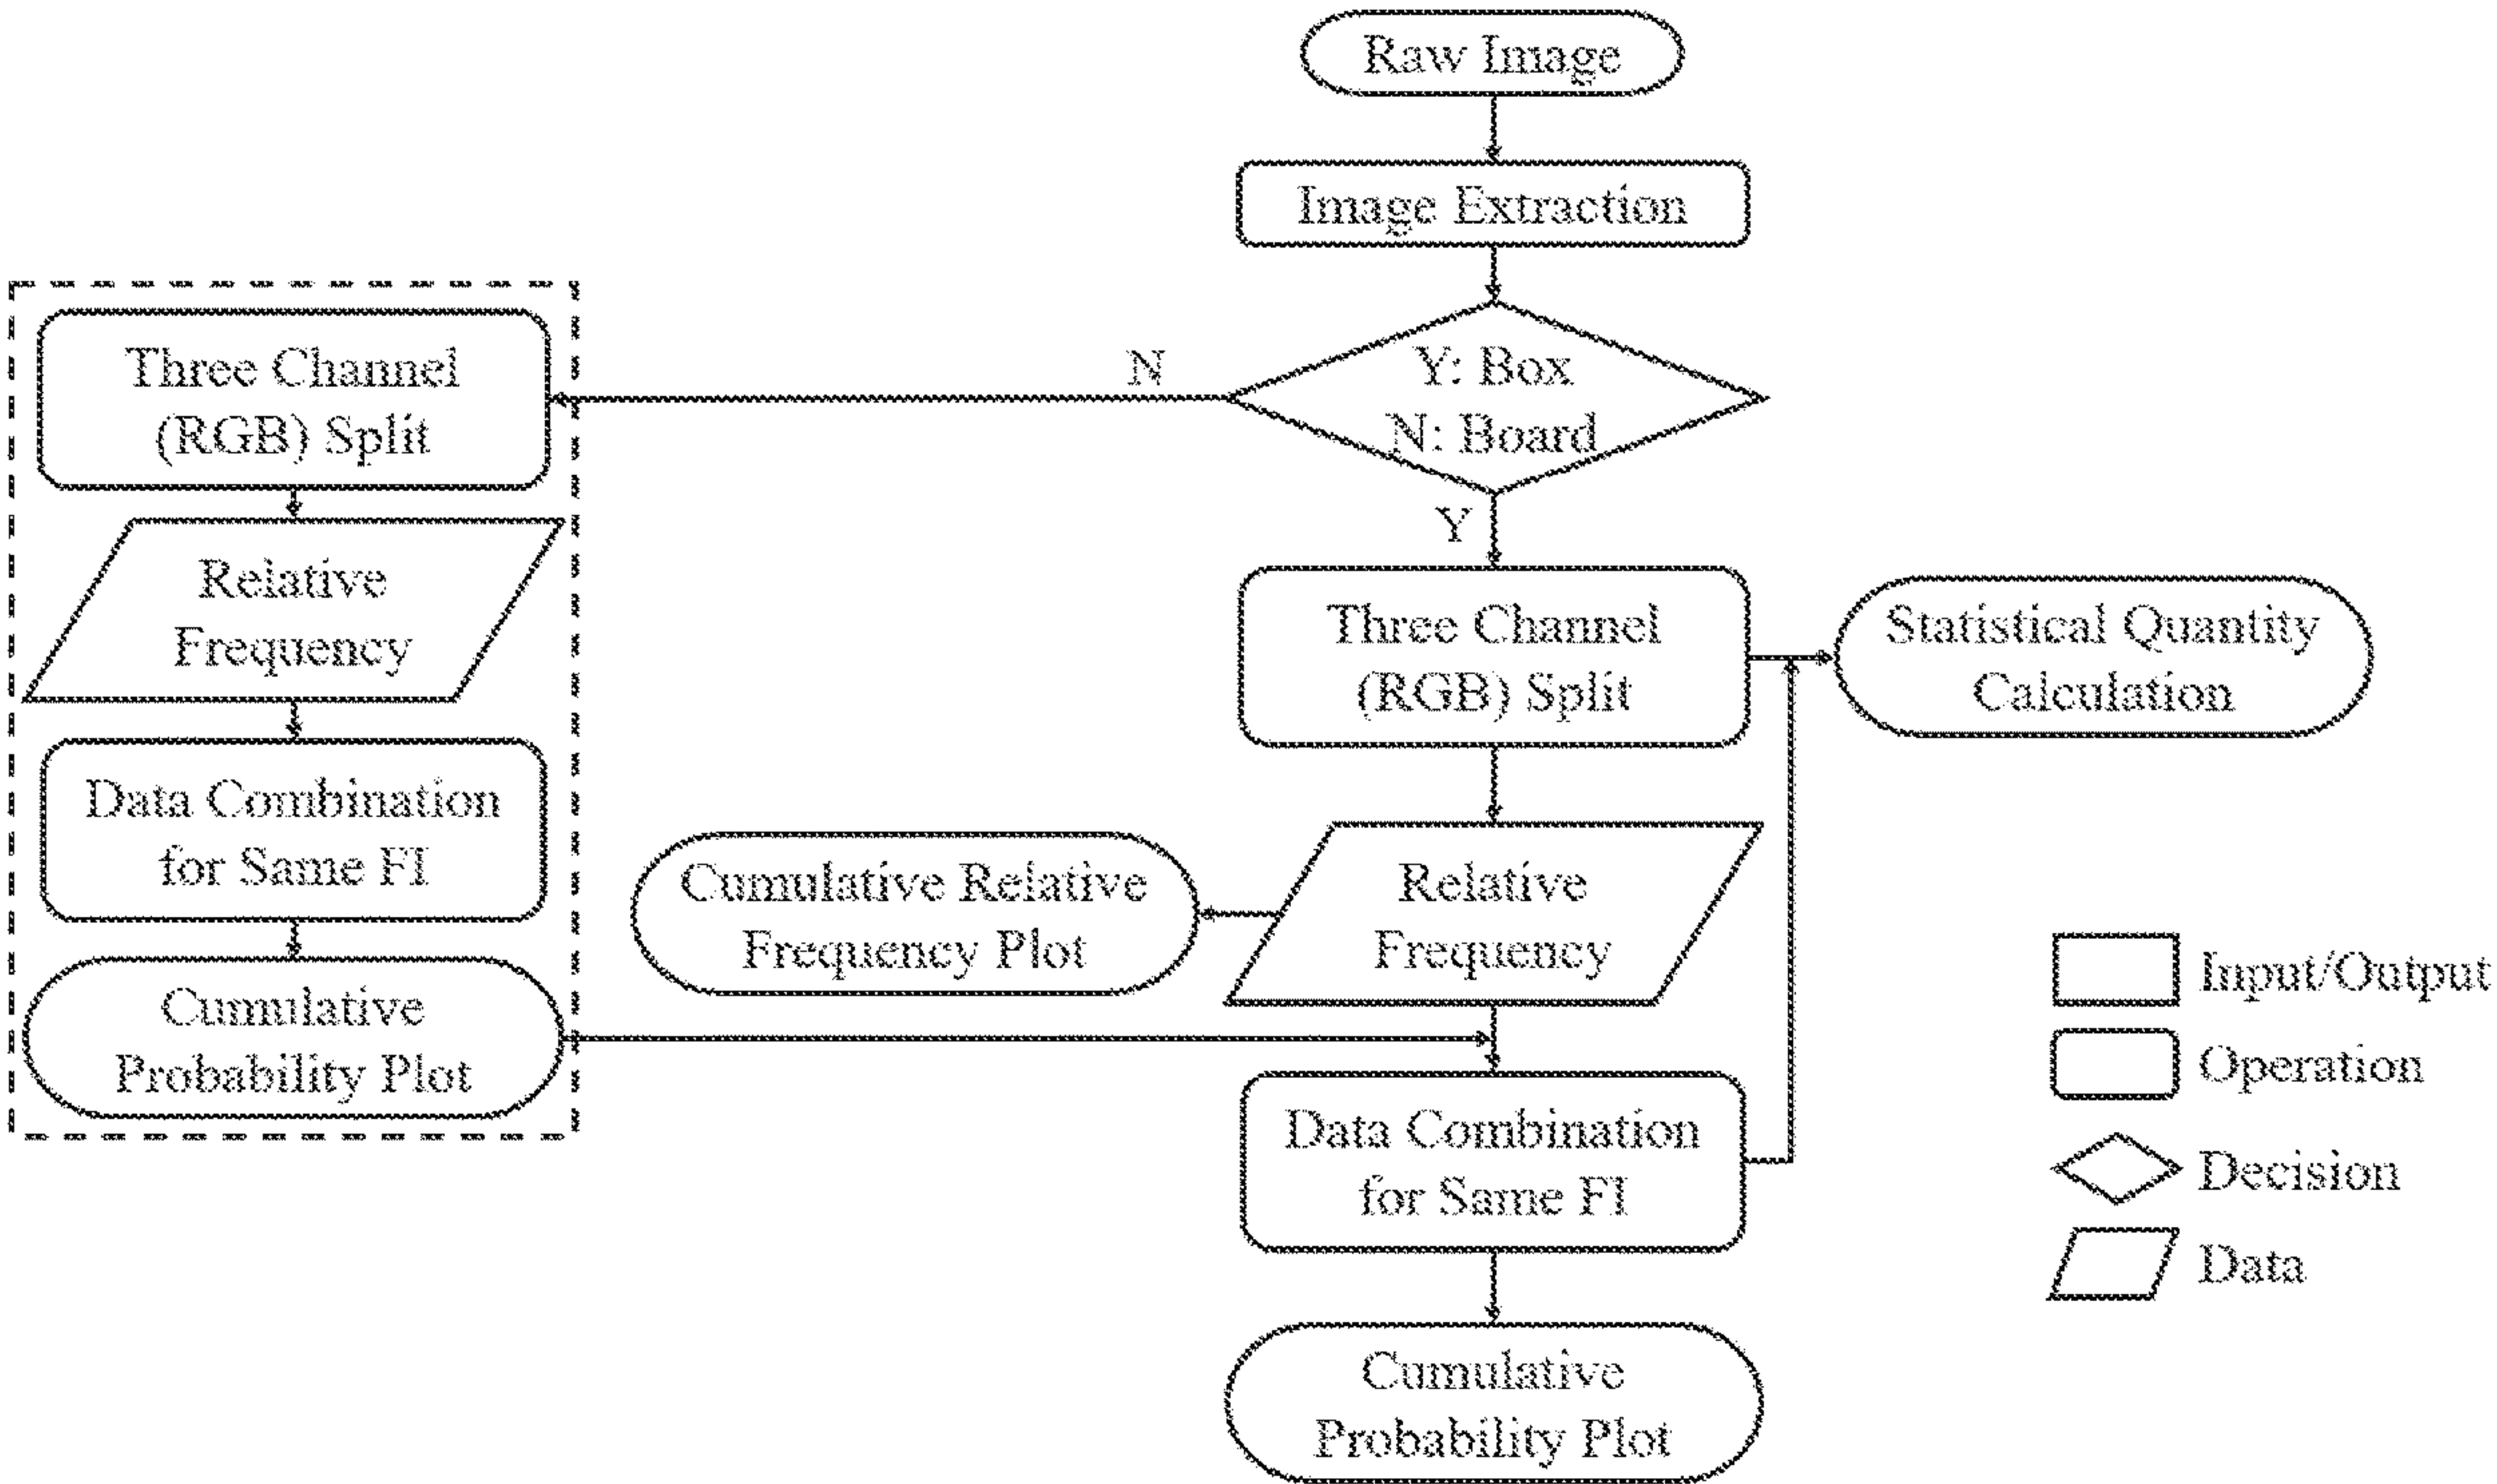 Raw Image
Image Extraction
Y: Box
N: Board
N
Y
Three Channel
(RGB) Split
Relative
Frequency
Data Combination
for Same FI
Cumulative
Probability Plot
Three Channel
(RGB) Split
Statistical Quantity
Calculation
Relative
Frequency
Cumulative Relative
Frequency Plot
Data Combination
for Same FI
Cumulative
Probability Plot
Input/Output
Operation
Decision
Data